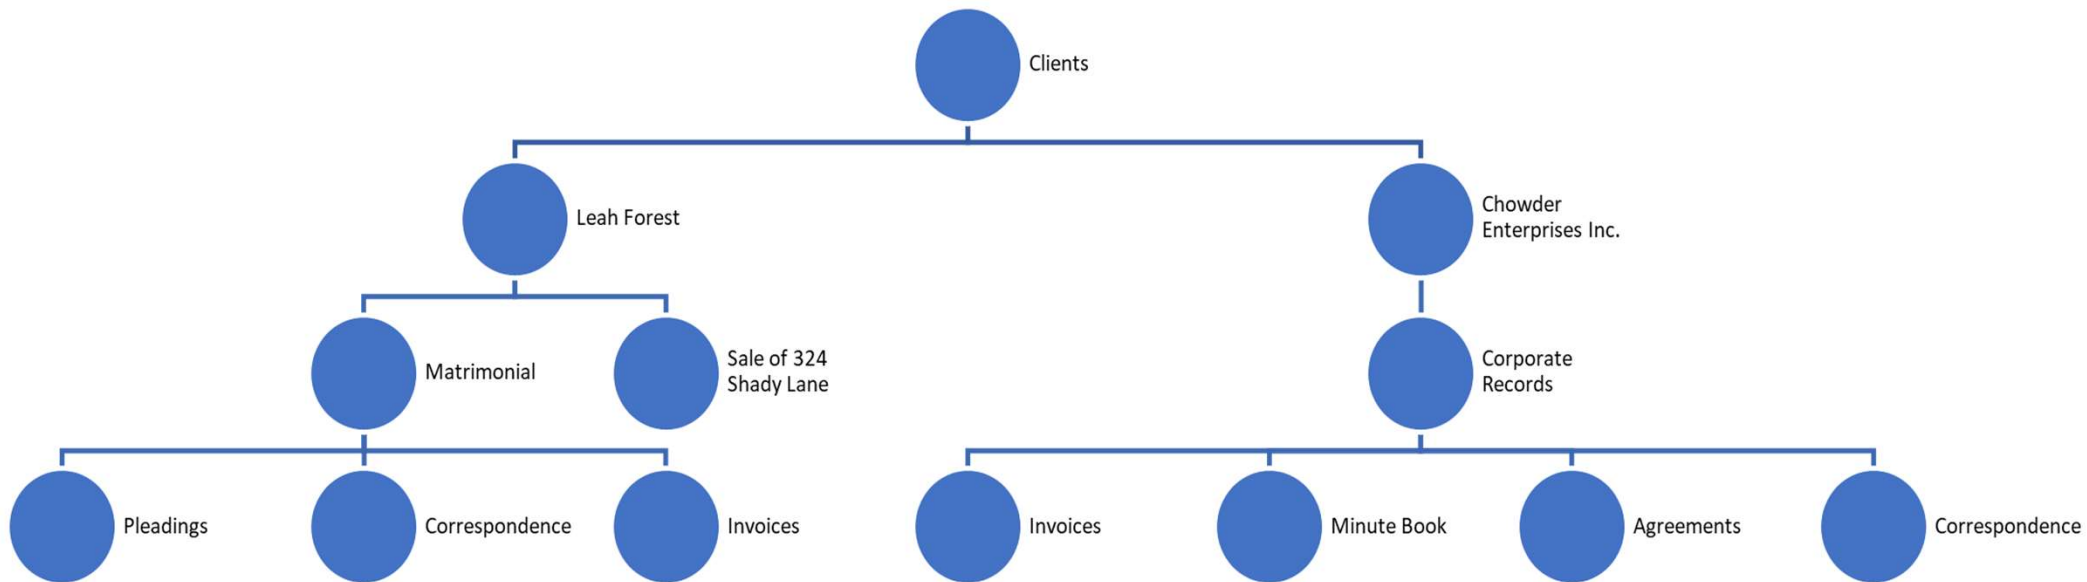 Clients
Leah Forest
Chowder
Enterprises Inc.
Matrimonial
Sale of 324
Shady Lane
Corporate
Records
Pleadings
Correspondence
Invoices
Invoices
Minute Book
Agreements
Correspondence